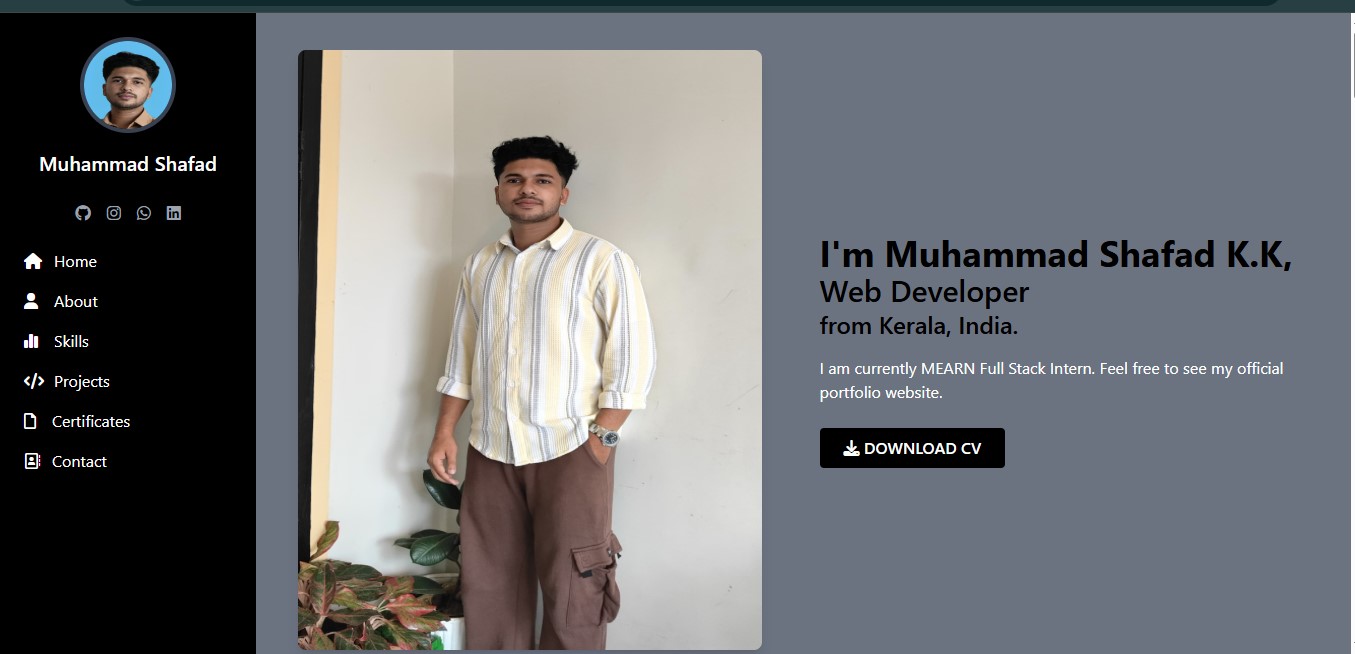 Muhammad Shafad
Home
About
Skills
Projects
Certificates
Contact
I'm Muhammad Shafad K.K,
Web Developer
from Kerala, India.
I am currently MEARN Full Stack Intern. Feel free to see my official
portfolio website.
DOWNLOAD CV